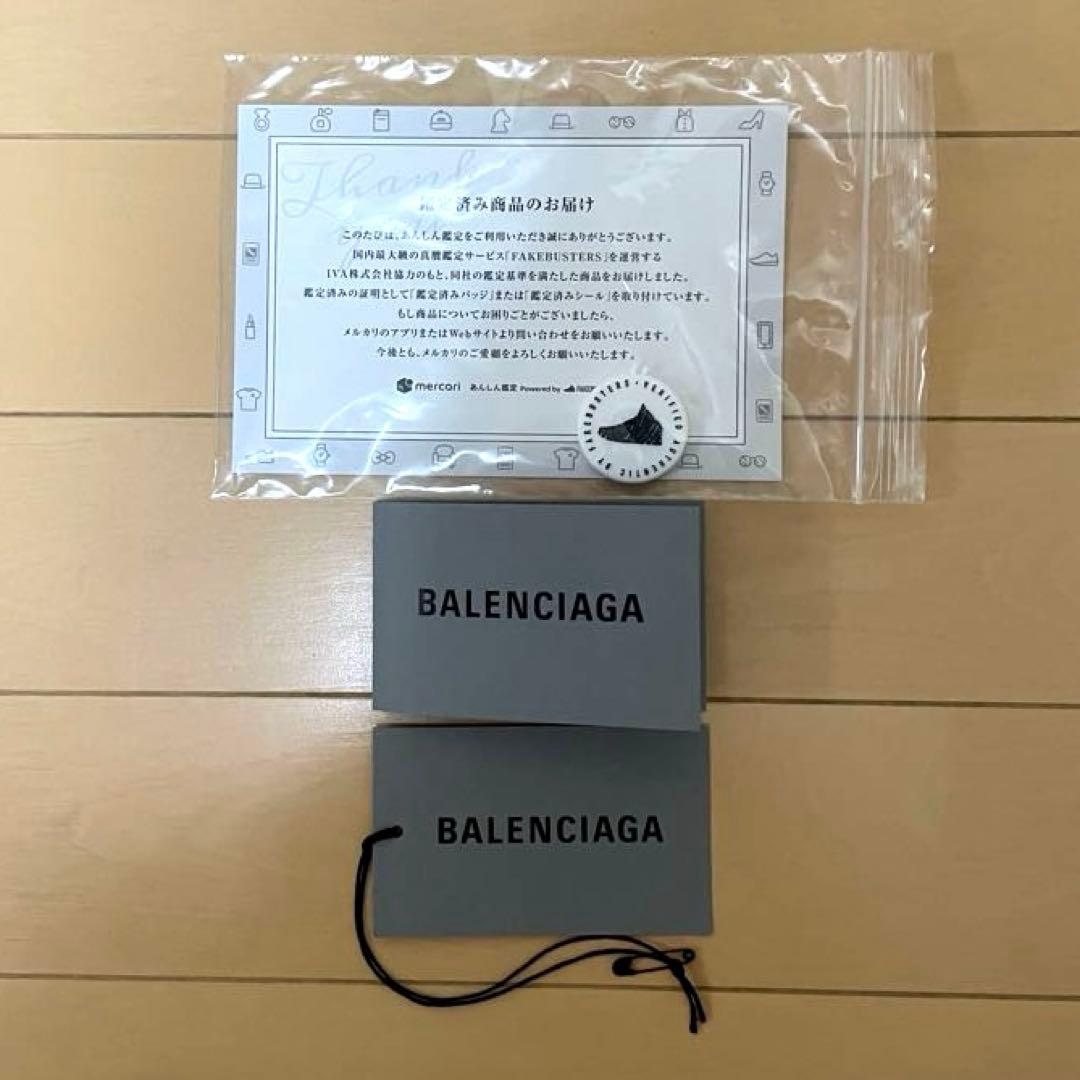 Thank
鑑定済み商品のお届け
このたびは、あんしん鑑定をご利用いただき誠にありがとうございます。
国内最大級の真贋鑑定サービス「FAKEBUSTERS」を運営する
IVA株式会社協力のもと、同社の鑑定基準を満たした商品をお届けしました。
鑑定済みの証明として「鑑定済みバッジ」または「鑑定済みシール」を取り付けています。
もし商品についてお困りごとがございましたら、
メルカリのアプリまたはWebサイトより問い合わせをお願いいたします。
今後とも、メルカリのご愛顧をよろしくお願いいたします。
mercari あんしん鑑定 Powered by
VERIFIED AUTHENTIC BY FAKEBUSTERS • FAKEBUSTERS •
BALENCIAGA
BALENCIAGA